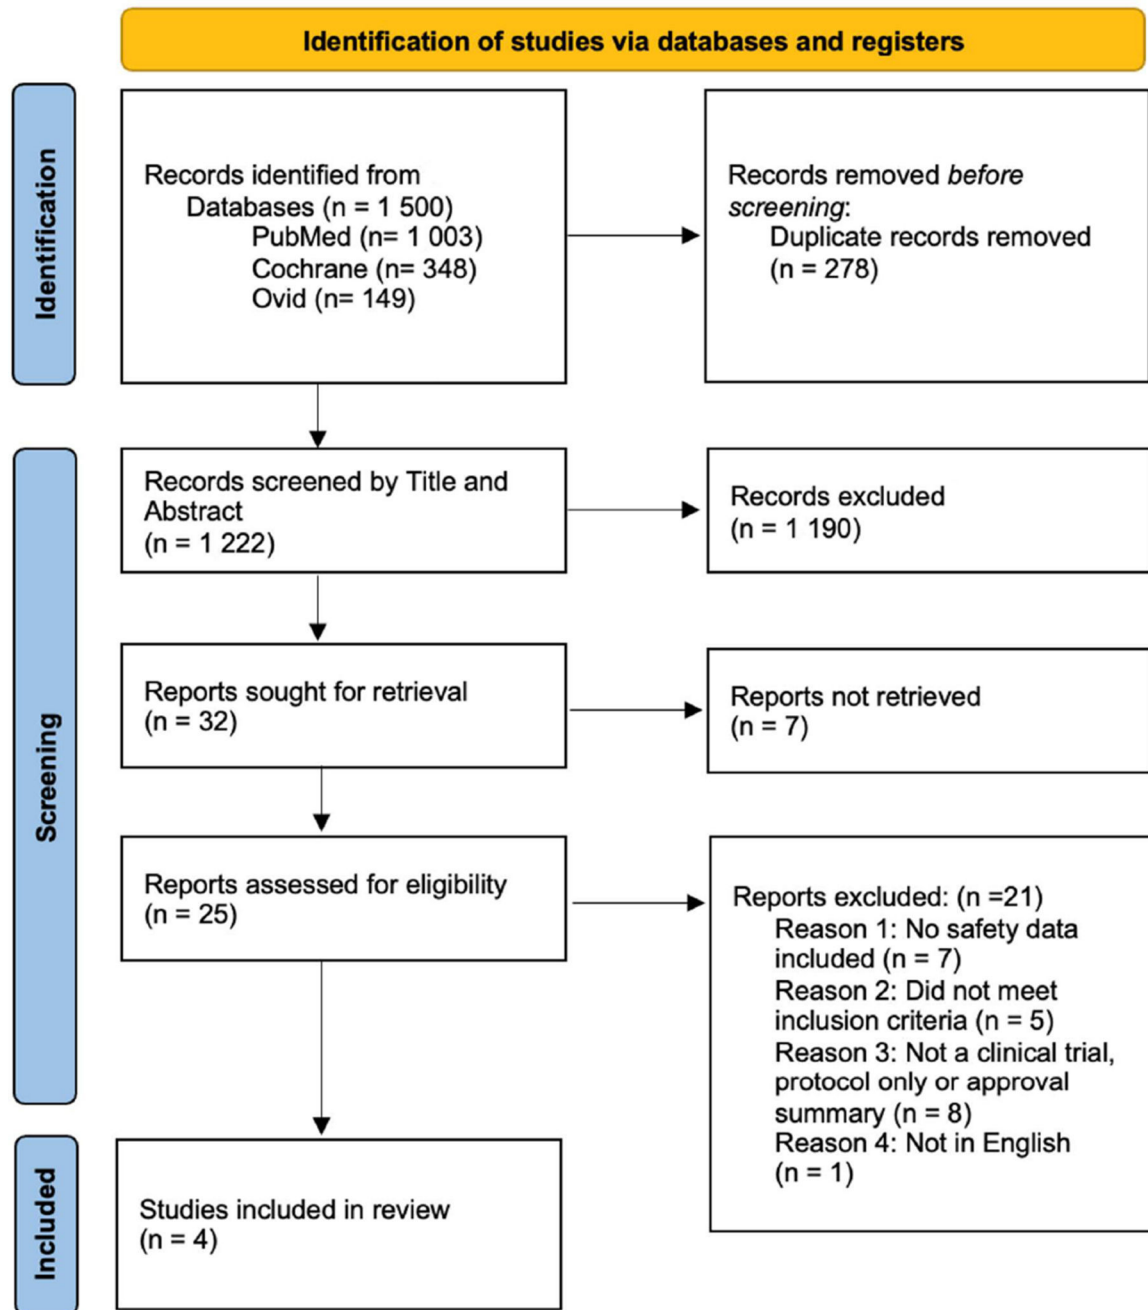 Identification of studies via databases and registers
Identification
Records identified from
Databases (n = 1 500)
PubMed (n= 1 003)
Cochrane (n= 348)
Ovid (n= 149)
Records removed before
screening:
Duplicate records removed
(n = 278)
Screening
Records screened by Title and
Abstract
(n = 1 222)
Records excluded
(n = 1 190)
Reports sought for retrieval
(n = 32)
Reports not retrieved
(n = 7)
Reports assessed for eligibility
(n = 25)
Reports excluded: (n =21)
Reason 1: No safety data
included (n = 7)
Reason 2: Did not meet
inclusion criteria (n = 5)
Reason 3: Not a clinical trial,
protocol only or approval
summary (n = 8)
Reason 4: Not in English
(n = 1)
Included
Studies included in review
(n = 4)